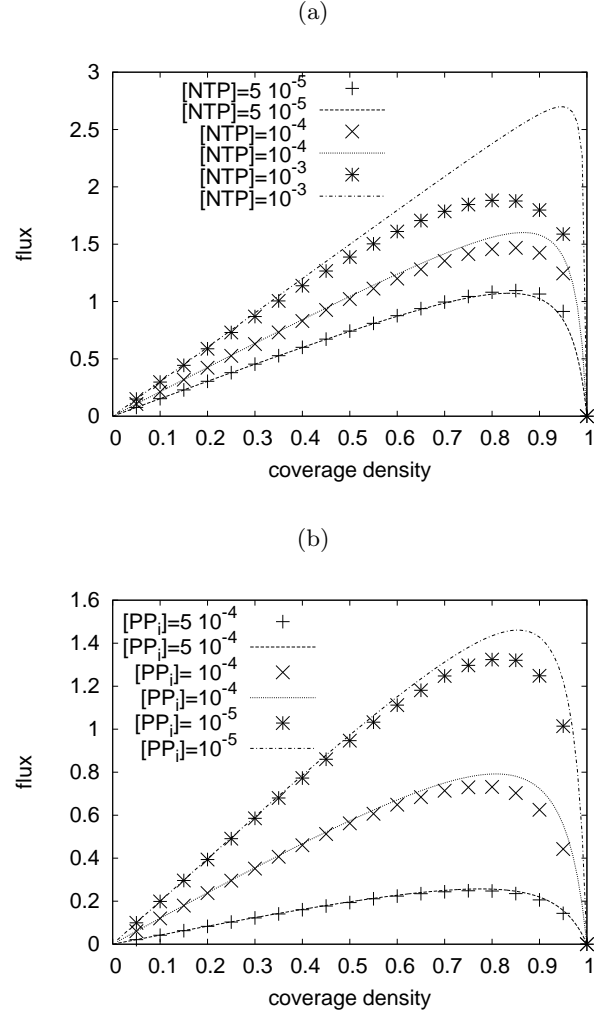 (a)
3
2.5
2
1.5
1
0.5
0
flux
[NTP]=5 10⁻⁵
[NTP]=5 10⁻⁵
[NTP]=10⁻⁴
[NTP]=10⁻⁴
[NTP]=10⁻³
[NTP]=10⁻³
0 0.1 0.2 0.3 0.4 0.5 0.6 0.7 0.8 0.9 1
coverage density
(b)
1.6
1.4
1.2
1
0.8
0.6
0.4
0.2
0
flux
[PPᵢ]=5 10⁻⁴
[PPᵢ]=5 10⁻⁴
[PPᵢ]= 10⁻⁴
[PPᵢ]=10⁻⁴
[PPᵢ]= 10⁻⁵
[PPᵢ]=10⁻⁵
0 0.1 0.2 0.3 0.4 0.5 0.6 0.7 0.8 0.9 1
coverage density